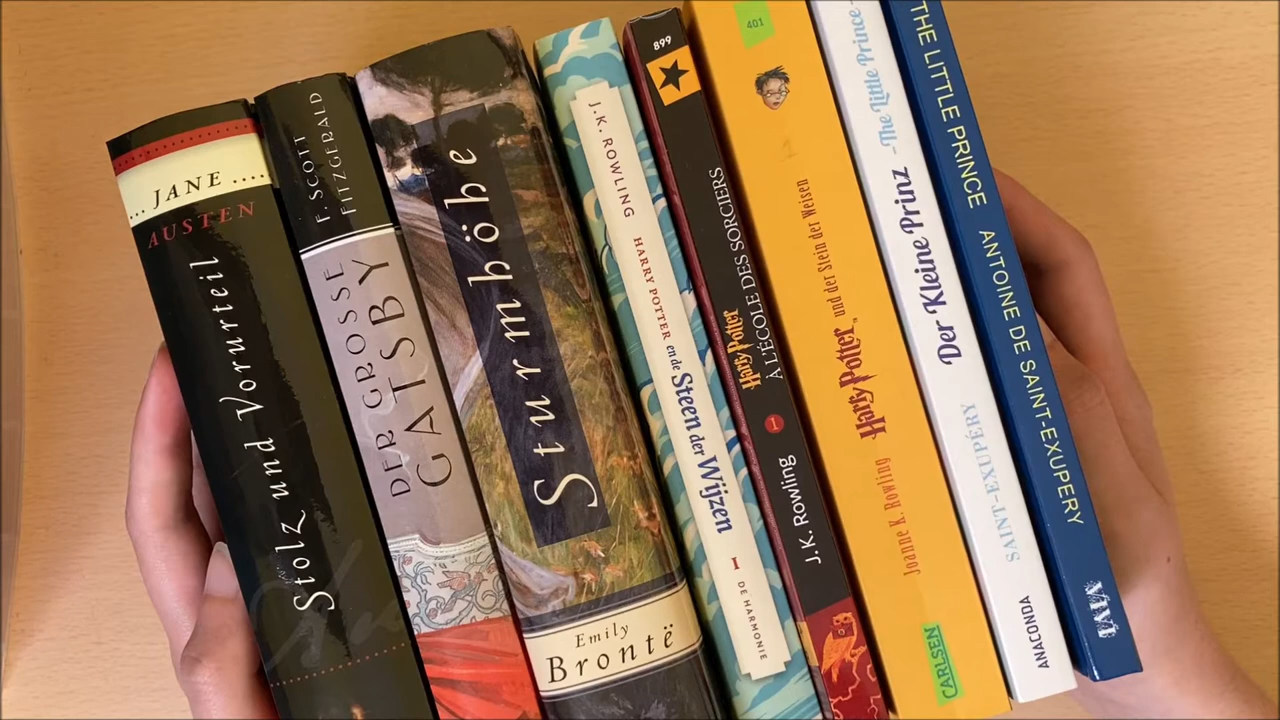 ... JANE ....
AUSTEN
Stolz und Vorurteil
F. SCOTT
FITZGERALD
DER GROSSE
GATSBY
Sturmhöhe
Emily
Brontë
J.K. ROWLING
HARRY POTTER en de Steen der Wijzen
1
DE HARMONIE
899
Harry Potter
À L'ÉCOLE DES SORCIERS
1
J.K. Rowling
401
Joanne K. Rowling
Harry Potter und der Stein der Weisen
CARLSEN
SAINT-EXUPÉRY
Der Kleine Prinz - The Little Prince -
ANACONDA
THE LITTLE PRINCE ANTOINE DE SAINT-EXUPERY